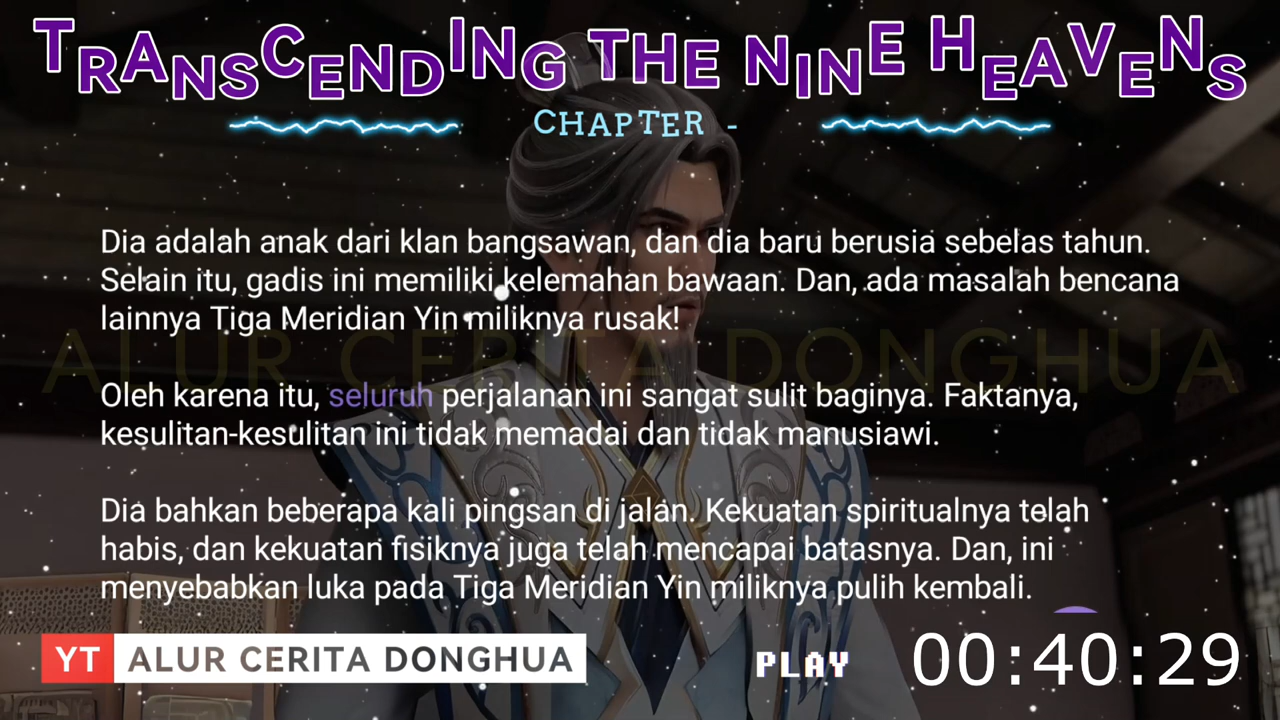 TRANSCENDING THE NINE HEAVENS
CHAPTER -
Dia adalah anak dari klan bangsawan, dan dia baru berusia sebelas tahun.
Selain itu, gadis ini memiliki kelemahan bawaan. Dan, ada masalah bencana
lainnya Tiga Meridian Yin miliknya rusak!
ALUR CERITA DONGHUA
Oleh karena itu, seluruh perjalanan ini sangat sulit baginya. Faktanya,
kesulitan-kesulitan ini tidak memadai dan tidak manusiawi.
Dia bahkan beberapa kali pingsan di jalan. Kekuatan spiritualnya telah
habis, dan kekuatan fisiknya juga telah mencapai batasnya. Dan, ini
menyebabkan luka pada Tiga Meridian Yin miliknya pulih kembali.
YT ALUR CERITA DONGHUA
PLAY 00:40:29